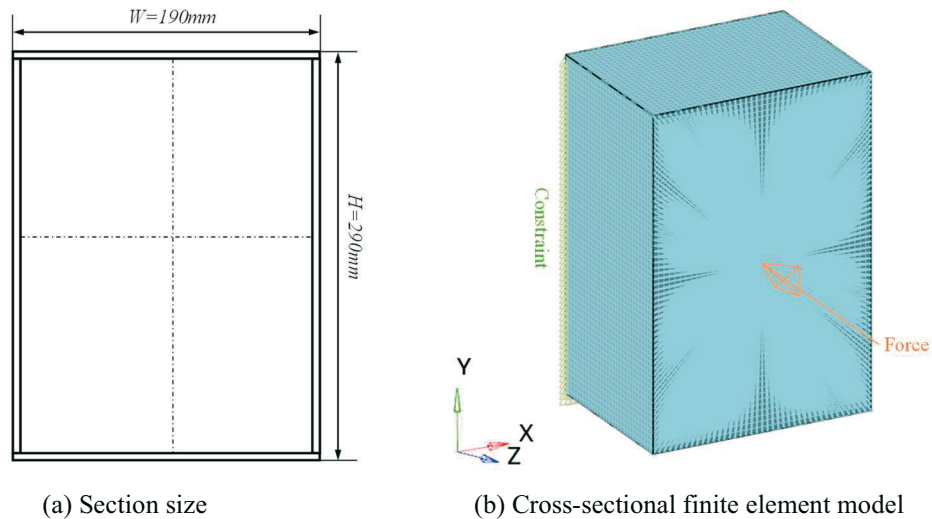 W=190mm
H=290mm
Constraint
Force
Y
X
Z
(a) Section size
(b) Cross-sectional finite element model